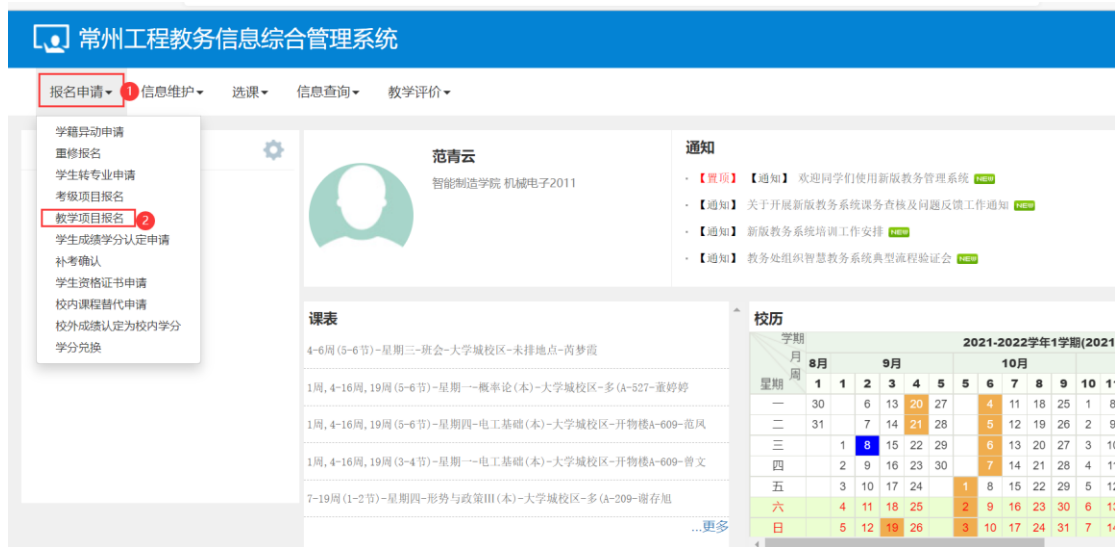 常州工程教务信息综合管理系统
报名申请 1 信息维护 选课 信息查询 教学评价
学籍异动申请
重修报名
学生转专业申请
考级项目报名
教学项目报名 2
学生成绩学分认定申请
补考确认
学生资格证书申请
校内课程替代申请
校外成绩认定为校内学分
学分兑换
范青云
智能制造学院 机械电子2011
通知
· 【置顶】 【通知】 欢迎同学们使用新版教务管理系统 NEW
· 【通知】 关于开展新版教务系统课务查核及问题反馈工作通知 NEW
· 【通知】 新版教务系统培训工作安排 NEW
· 【通知】 教务处组织智慧教务系统典型流程验证会 NEW
课表
4-6周(5-6节)-星期三-班会-大学城校区-未排地点-芮梦霞
1周,4-16周,19周(5-6节)-星期一-概率论(本)-大学城校区-多(A-527-董婷婷
1周,4-16周,19周(5-6节)-星期四-电工基础(本)-大学城校区-开物楼A-609-范风
1周,4-16周,19周(3-4节)-星期一-电工基础(本)-大学城校区-开物楼A-609-曾文
7-19周(1-2节)-星期四-形势与政策III(本)-大学城校区-多(A-209-谢存旭
...更多
校历
学期 2021-2022学年1学期(2021
月 8月 9月 10月
星期 周 1 1 2 3 4 5 5 6 7 8 9 10 11
一 30 6 13 20 27 4 11 18 25 1 8
二 31 7 14 21 28 5 12 19 26 2 9
三 1 8 15 22 29 6 13 20 27 3 10
四 2 9 16 23 30 7 14 21 28 4 11
五 3 10 17 24 1 8 15 22 29 5 12
六 4 11 18 25 2 9 16 23 30 6 13
日 5 12 19 26 3 10 17 24 31 7 14